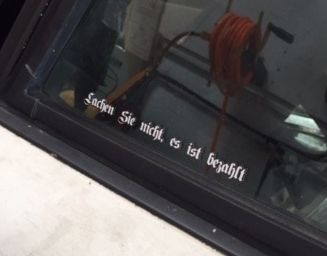 Lachen Sie nicht, es ist bezahlt